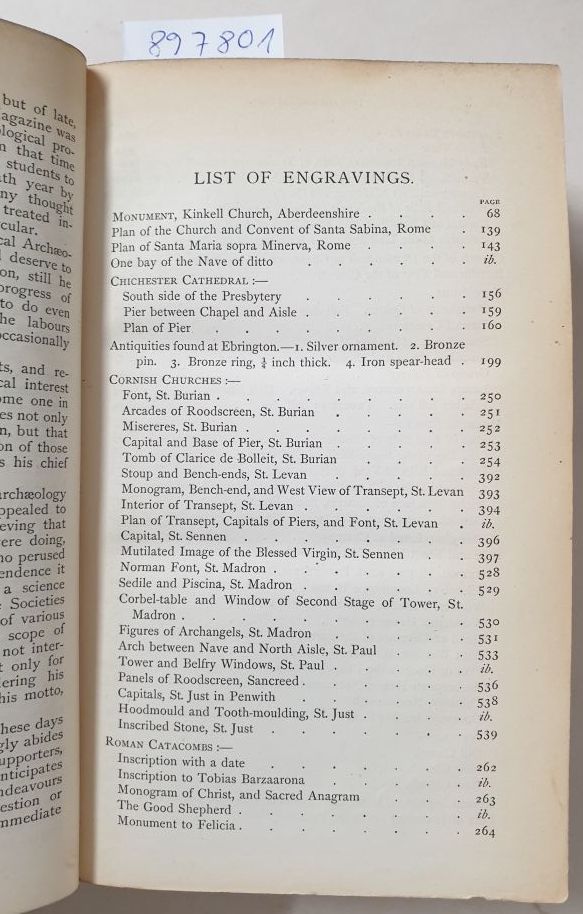 897801
but of late,
agazine was
ological pro-
n that time
students to
th year by
ny thought
treated in-
cular.
cal Archæo-
l deserve to
on, still he
progress of
to do even
he labours
occasionally
ts, and re-
cal interest
ome one in
es not only
n, but that
on of those
s his chief
archæology
ppealed to
eving that
ere doing,
ho perused
endence it
a science
Societies
of various
scope of
not inter-
t only for
ering his
his motto,
hese days
gly abides
upporters,
nticipates
ndeavours
estion or
mmediate
LIST OF ENGRAVINGS.
PAGE
MONUMENT, Kinkell Church, Aberdeenshire . . . . 68
Plan of the Church and Convent of Santa Sabina, Rome . 139
Plan of Santa Maria sopra Minerva, Rome . . . . 143
One bay of the Nave of ditto . . . . . . ib.
CHICHESTER CATHEDRAL :—
South side of the Presbytery . . . . . . 156
Pier between Chapel and Aisle . . . . . . 159
Plan of Pier . . . . . . . . 160
Antiquities found at Ebrington.—1. Silver ornament. 2. Bronze
pin. 3. Bronze ring, ¼ inch thick. 4. Iron spear-head . 199
CORNISH CHURCHES :—
Font, St. Burian . . . . . . . . 250
Arcades of Roodscreen, St. Burian . . . . . 251
Misereres, St. Burian . . . . . . . 252
Capital and Base of Pier, St. Burian . . . . . 253
Tomb of Clarice de Bolleit, St. Burian . . . . 254
Stoup and Bench-ends, St. Levan . . . . . 392
Monogram, Bench-end, and West View of Transept, St. Levan 393
Interior of Transept, St. Levan . . . . . . 394
Plan of Transept, Capitals of Piers, and Font, St. Levan . ib.
Capital, St. Sennen . . . . . . . 396
Mutilated Image of the Blessed Virgin, St. Sennen . . 397
Norman Font, St. Madron . . . . . . . 528
Sedile and Piscina, St. Madron . . . . . . 529
Corbel-table and Window of Second Stage of Tower, St.
Madron . . . . . . . . . 530
Figures of Archangels, St. Madron . . . . . 531
Arch between Nave and North Aisle, St. Paul . . . 533
Tower and Belfry Windows, St. Paul . . . . . ib.
Panels of Roodscreen, Sancreed . . . . . . 536
Capitals, St. Just in Penwith . . . . . . 538
Hoodmould and Tooth-moulding, St. Just . . . . ib.
Inscribed Stone, St. Just . . . . . . 539
ROMAN CATACOMBS :—
Inscription with a date . . . . . . 262
Inscription to Tobias Barzaarona . . . . . ib.
Monogram of Christ, and Sacred Anagram . . . 263
The Good Shepherd . . . . . . . ib.
Monument to Felicia . . . . . . . 264